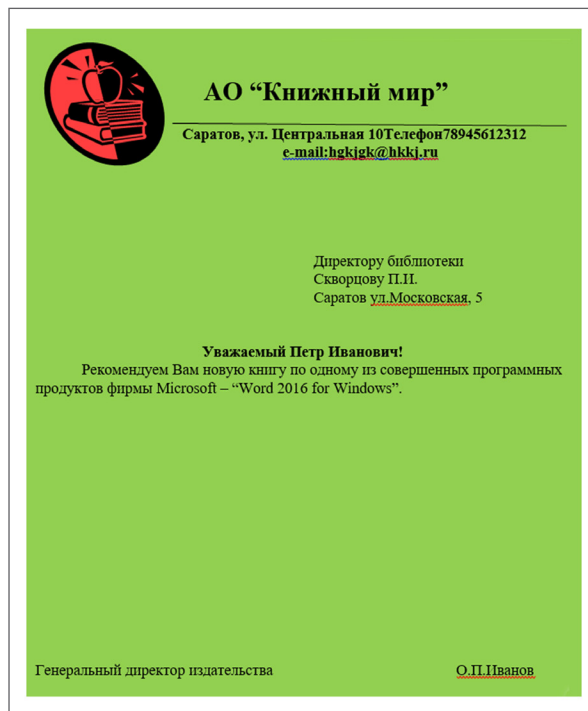 АО “Книжный мир”
Саратов, ул. Центральная 10Телефон78945612312
e-mail:hgkjgk@hkkj.ru
Директору библиотеки
Скворцову П.И.
Саратов ул.Московская, 5
Уважаемый Петр Иванович!
Рекомендуем Вам новую книгу по одному из совершенных программных
продуктов фирмы Microsoft – “Word 2016 for Windows”.
Генеральный директор издательства О.П.Иванов